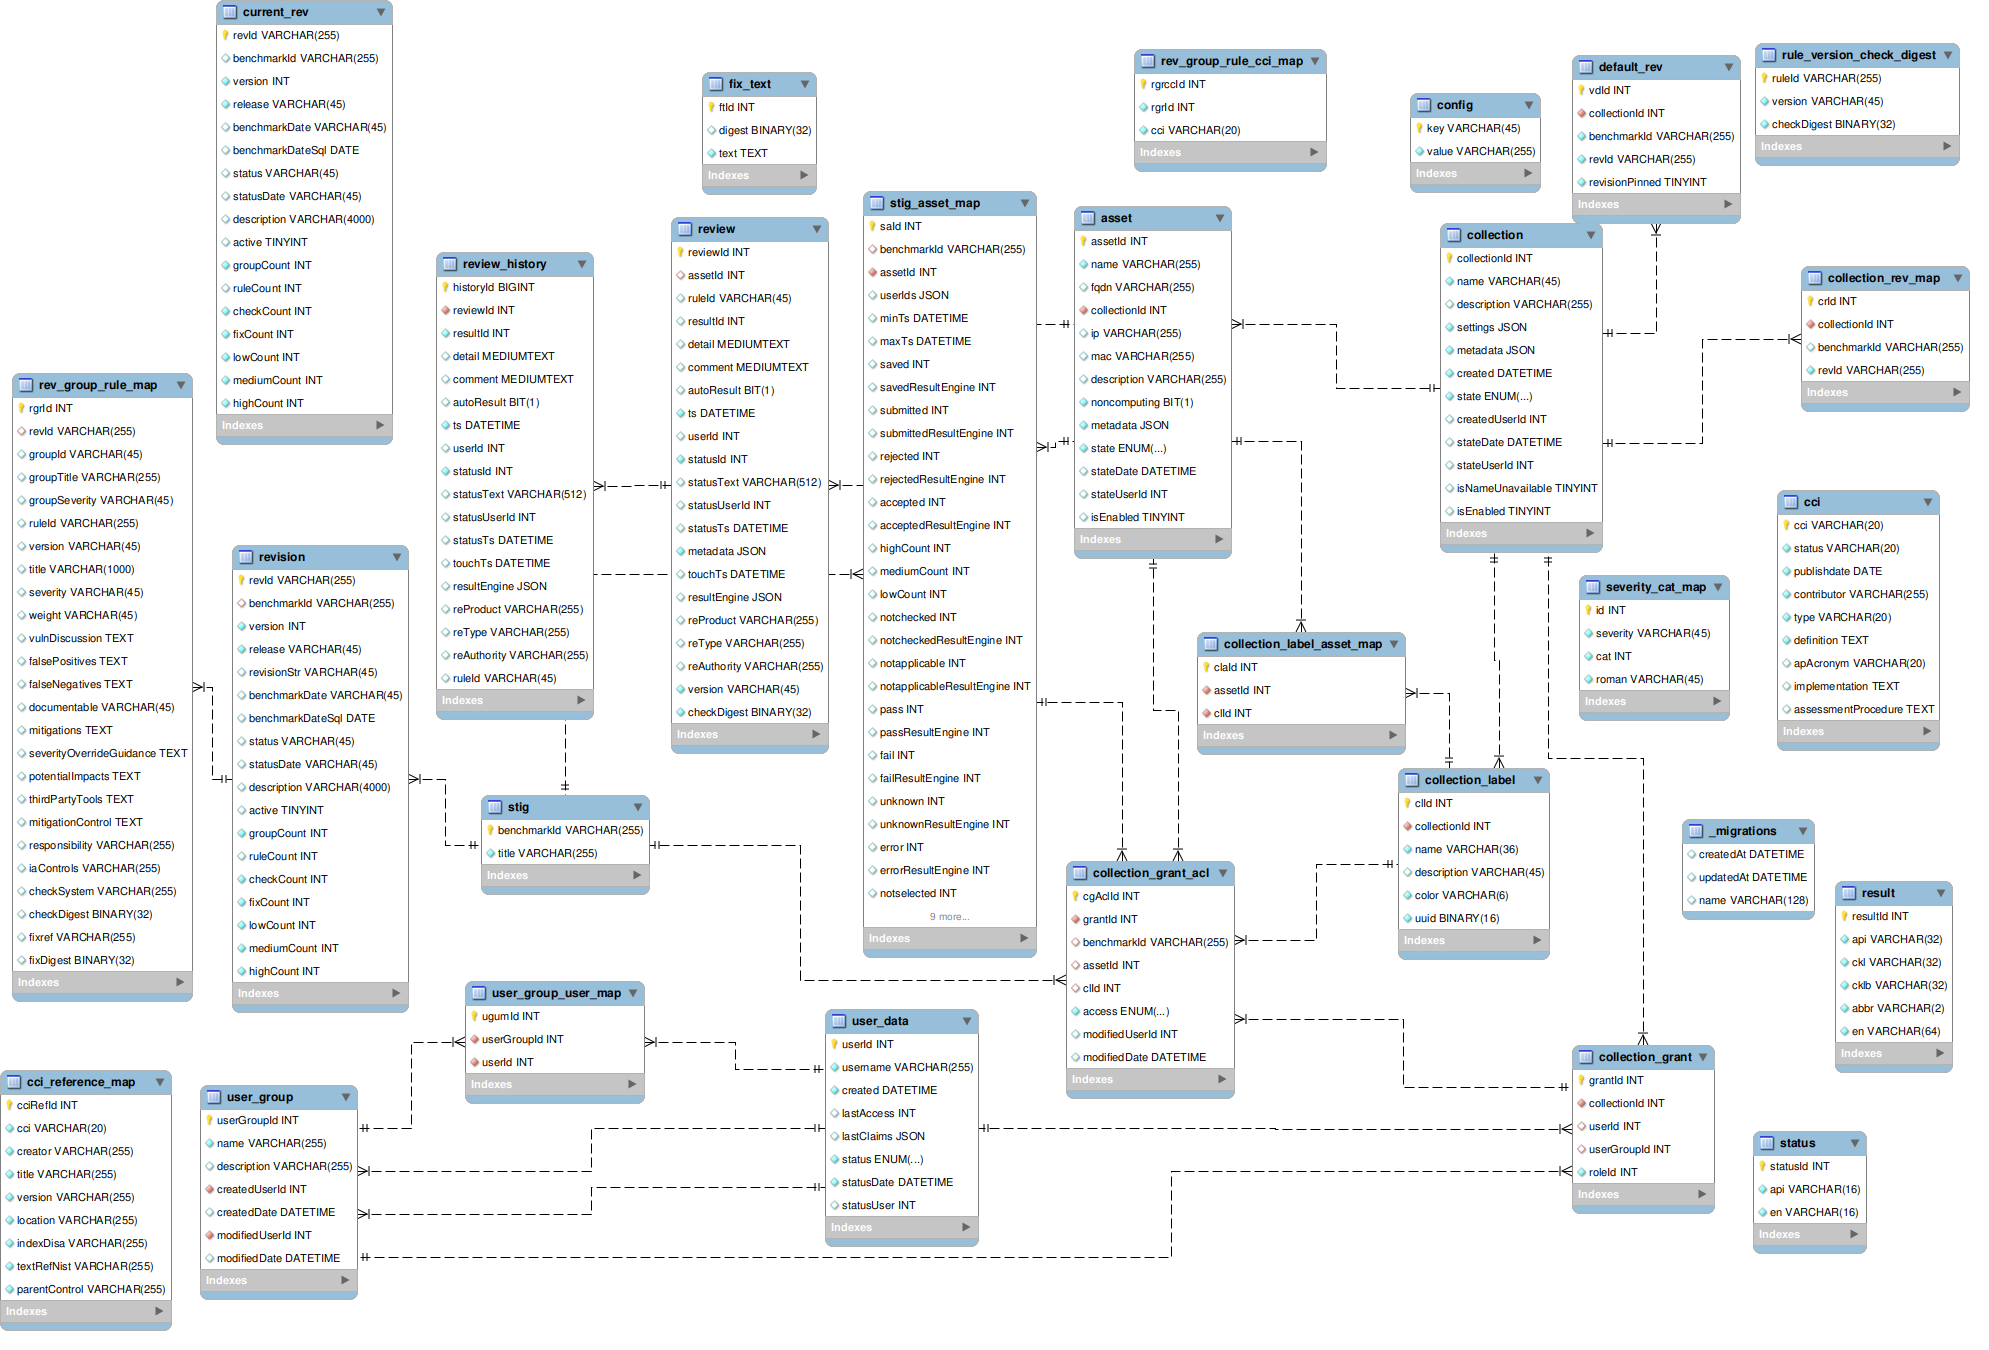 current_rev
revId VARCHAR(255)
benchmarkId VARCHAR(255)
version INT
release VARCHAR(45)
benchmarkDate VARCHAR(45)
benchmarkDateSql DATE
status VARCHAR(45)
statusDate VARCHAR(45)
description VARCHAR(4000)
active TINYINT
groupCount INT
ruleCount INT
checkCount INT
fixCount INT
lowCount INT
mediumCount INT
highCount INT
Indexes
fix_text
ftId INT
digest BINARY(32)
text TEXT
Indexes
rev_group_rule_cci_map
rgrccId INT
rgrId INT
cci VARCHAR(20)
Indexes
config
key VARCHAR(45)
value VARCHAR(255)
Indexes
default_rev
vdId INT
collectionId INT
benchmarkId VARCHAR(255)
revId VARCHAR(255)
revisionPinned TINYINT
Indexes
rule_version_check_digest
ruleId VARCHAR(255)
version VARCHAR(45)
checkDigest BINARY(32)
Indexes
rev_group_rule_map
rgrId INT
revId VARCHAR(255)
groupId VARCHAR(45)
groupTitle VARCHAR(255)
groupSeverity VARCHAR(45)
ruleId VARCHAR(255)
version VARCHAR(45)
title VARCHAR(1000)
severity VARCHAR(45)
weight VARCHAR(45)
vulnDiscussion TEXT
falsePositives TEXT
falseNegatives TEXT
documentable VARCHAR(45)
mitigations TEXT
severityOverrideGuidance TEXT
potentialImpacts TEXT
thirdPartyTools TEXT
mitigationControl TEXT
responsibility VARCHAR(255)
iaControls VARCHAR(255)
checkSystem VARCHAR(255)
checkDigest BINARY(32)
fixref VARCHAR(255)
fixDigest BINARY(32)
Indexes
revision
revId VARCHAR(255)
benchmarkId VARCHAR(255)
version INT
release VARCHAR(45)
revisionStr VARCHAR(45)
benchmarkDate VARCHAR(45)
benchmarkDateSql DATE
status VARCHAR(45)
statusDate VARCHAR(45)
description VARCHAR(4000)
active TINYINT
groupCount INT
ruleCount INT
checkCount INT
fixCount INT
lowCount INT
mediumCount INT
highCount INT
Indexes
review_history
historyId BIGINT
reviewId INT
resultId INT
detail MEDIUMTEXT
comment MEDIUMTEXT
autoResult BIT(1)
ts DATETIME
userId INT
statusId INT
statusText VARCHAR(512)
statusUserId INT
statusTs DATETIME
touchTs DATETIME
resultEngine JSON
reProduct VARCHAR(255)
reType VARCHAR(255)
reAuthority VARCHAR(255)
ruleId VARCHAR(45)
Indexes
review
reviewId INT
assetId INT
ruleId VARCHAR(45)
resultId INT
detail MEDIUMTEXT
comment MEDIUMTEXT
autoResult BIT(1)
ts DATETIME
userId INT
statusId INT
statusText VARCHAR(512)
statusUserId INT
statusTs DATETIME
metadata JSON
touchTs DATETIME
resultEngine JSON
reProduct VARCHAR(255)
reType VARCHAR(255)
reAuthority VARCHAR(255)
version VARCHAR(45)
checkDigest BINARY(32)
Indexes
stig_asset_map
saId INT
benchmarkId VARCHAR(255)
assetId INT
userIds JSON
minTs DATETIME
maxTs DATETIME
saved INT
savedResultEngine INT
submitted INT
submittedResultEngine INT
rejected INT
rejectedResultEngine INT
accepted INT
acceptedResultEngine INT
highCount INT
mediumCount INT
lowCount INT
notchecked INT
notcheckedResultEngine INT
notapplicable INT
notapplicableResultEngine INT
pass INT
passResultEngine INT
fail INT
failResultEngine INT
unknown INT
unknownResultEngine INT
error INT
errorResultEngine INT
notselected INT
9 more...
Indexes
asset
assetId INT
name VARCHAR(255)
fqdn VARCHAR(255)
collectionId INT
ip VARCHAR(255)
mac VARCHAR(255)
description VARCHAR(255)
noncomputing BIT(1)
metadata JSON
state ENUM(...)
stateDate DATETIME
stateUserId INT
isEnabled TINYINT
Indexes
collection
collectionId INT
name VARCHAR(45)
description VARCHAR(255)
settings JSON
metadata JSON
created DATETIME
state ENUM(...)
createdUserId INT
stateDate DATETIME
stateUserId INT
isNameUnavailable TINYINT
isEnabled TINYINT
Indexes
collection_rev_map
crId INT
collectionId INT
benchmarkId VARCHAR(255)
revId VARCHAR(255)
Indexes
cci
cci VARCHAR(20)
status VARCHAR(20)
publishdate DATE
contributor VARCHAR(255)
type VARCHAR(20)
definition TEXT
apAcronym VARCHAR(20)
implementation TEXT
assessmentProcedure TEXT
Indexes
severity_cat_map
id INT
severity VARCHAR(45)
cat INT
roman VARCHAR(45)
Indexes
collection_label_asset_map
claId INT
assetId INT
clId INT
Indexes
collection_label
clId INT
collectionId INT
name VARCHAR(36)
description VARCHAR(45)
color VARCHAR(6)
uuid BINARY(16)
Indexes
stig
benchmarkId VARCHAR(255)
title VARCHAR(255)
Indexes
collection_grant_acl
cgAclId INT
grantId INT
benchmarkId VARCHAR(255)
assetId INT
clId INT
access ENUM(...)
modifiedUserId INT
modifiedDate DATETIME
Indexes
_migrations
createdAt DATETIME
updatedAt DATETIME
name VARCHAR(128)
result
resultId INT
api VARCHAR(32)
ckl VARCHAR(32)
cklb VARCHAR(32)
abbr VARCHAR(2)
en VARCHAR(64)
Indexes
user_group_user_map
ugumId INT
userGroupId INT
userId INT
Indexes
user_data
userId INT
username VARCHAR(255)
created DATETIME
lastAccess INT
lastClaims JSON
status ENUM(...)
statusDate DATETIME
statusUser INT
Indexes
collection_grant
grantId INT
collectionId INT
userId INT
userGroupId INT
roleId INT
Indexes
cci_reference_map
cciRefId INT
cci VARCHAR(20)
creator VARCHAR(255)
title VARCHAR(255)
version VARCHAR(255)
location VARCHAR(255)
indexDisa VARCHAR(255)
textRefNist VARCHAR(255)
parentControl VARCHAR(255)
Indexes
user_group
userGroupId INT
name VARCHAR(255)
description VARCHAR(255)
createdUserId INT
createdDate DATETIME
modifiedUserId INT
modifiedDate DATETIME
Indexes
status
statusId INT
api VARCHAR(16)
en VARCHAR(16)
Indexes